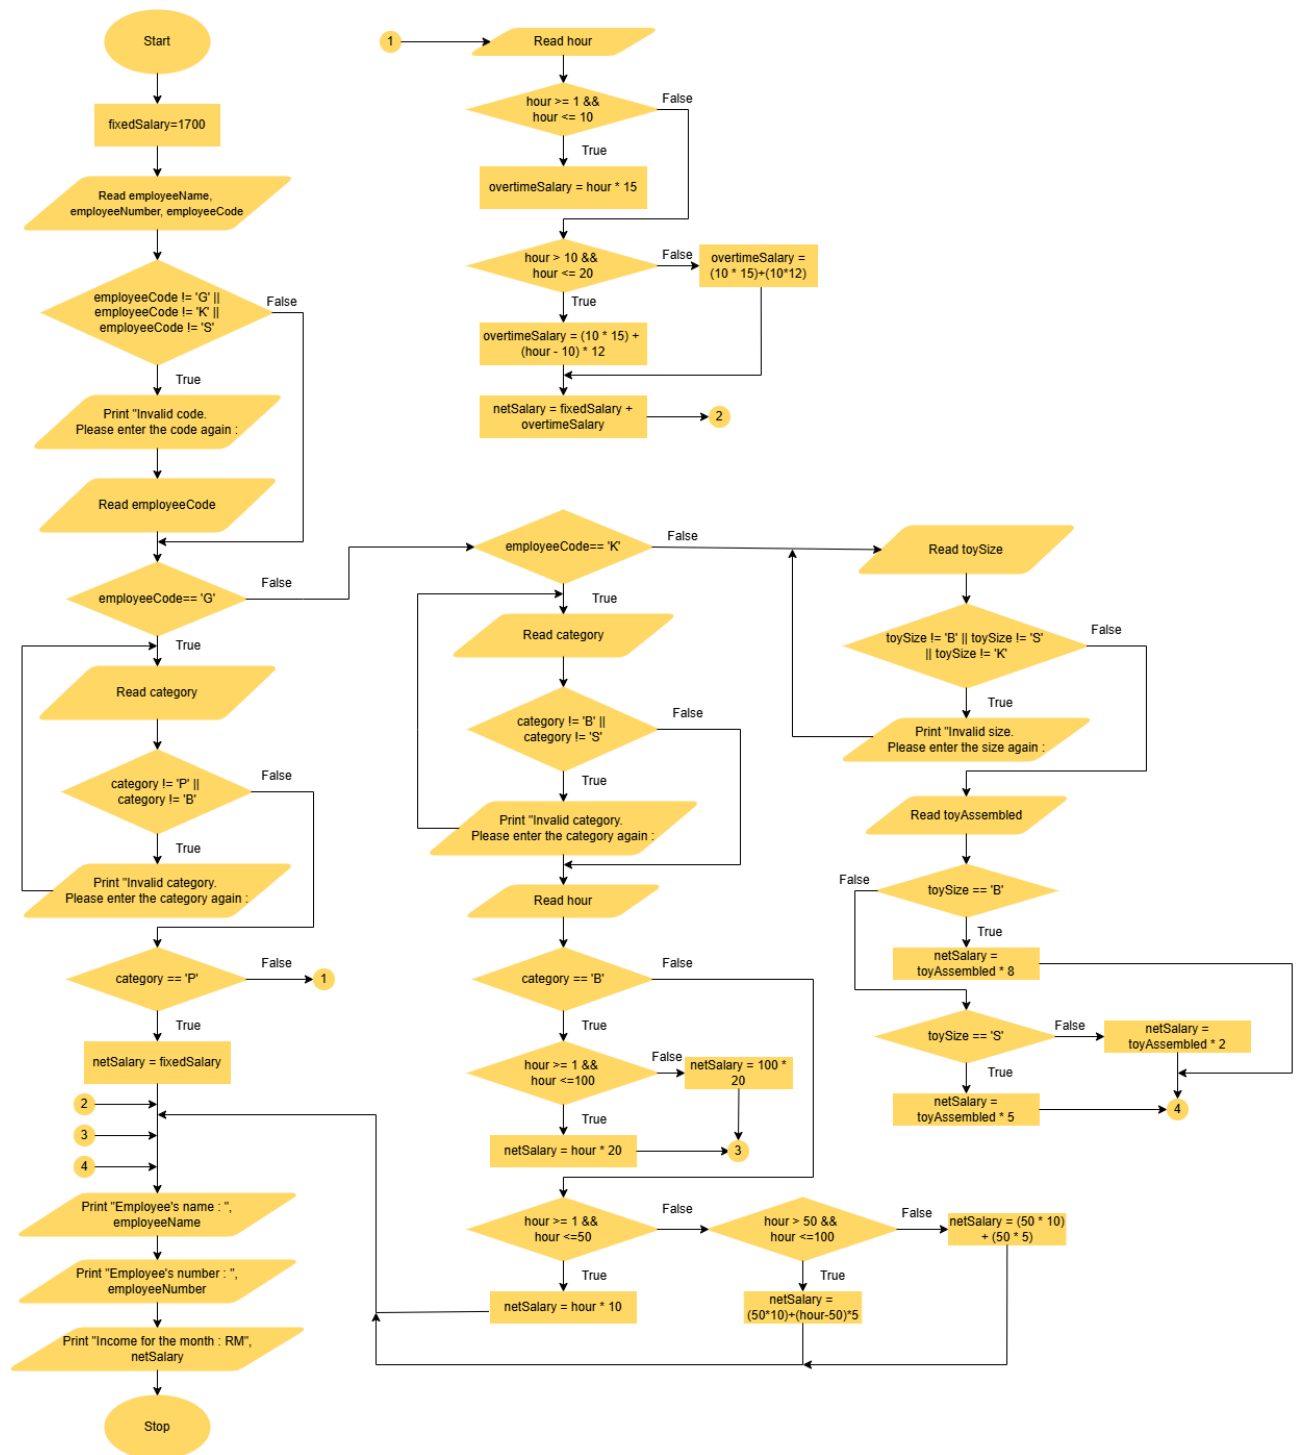 Start
fixedSalary=1700
Read employeeName,
employeeNumber, employeeCode
employeeCode != 'G' ||
employeeCode != 'K' ||
employeeCode != 'S'
False
True
Print "Invalid code.
Please enter the code again :
Read employeeCode
employeeCode== 'G'
False
True
Read category
category != 'P' ||
category != 'B'
False
True
Print "Invalid category.
Please enter the category again :
category == 'P'
False
1
True
netSalary = fixedSalary
2
3
4
Print "Employee's name : ",
employeeName
Print "Employee's number : ",
employeeNumber
Print "Income for the month : RM",
netSalary
Stop
1
Read hour
hour >= 1 &&
hour <= 10
False
True
overtimeSalary = hour * 15
hour > 10 &&
hour <= 20
False
overtimeSalary =
(10 * 15)+(10*12)
True
overtimeSalary = (10 * 15) +
(hour - 10) * 12
netSalary = fixedSalary +
overtimeSalary
2
employeeCode== 'K'
False
True
Read category
category != 'B' ||
category != 'S'
False
True
Print "Invalid category.
Please enter the category again :
Read hour
category == 'B'
False
True
hour >= 1 &&
hour <=100
False
netSalary = 100 *
20
True
netSalary = hour * 20
3
hour >= 1 &&
hour <=50
False
True
netSalary = hour * 10
hour > 50 &&
hour <=100
False
True
netSalary =
(50*10)+(hour-50)*5
netSalary = (50 * 10)
+ (50 * 5)
Read toySize
toySize != 'B' || toySize != 'S'
|| toySize != 'K'
False
True
Print "Invalid size.
Please enter the size again :
Read toyAssembled
toySize == 'B'
False
True
netSalary =
toyAssembled * 8
toySize == 'S'
False
netSalary =
toyAssembled * 2
True
netSalary =
toyAssembled * 5
4